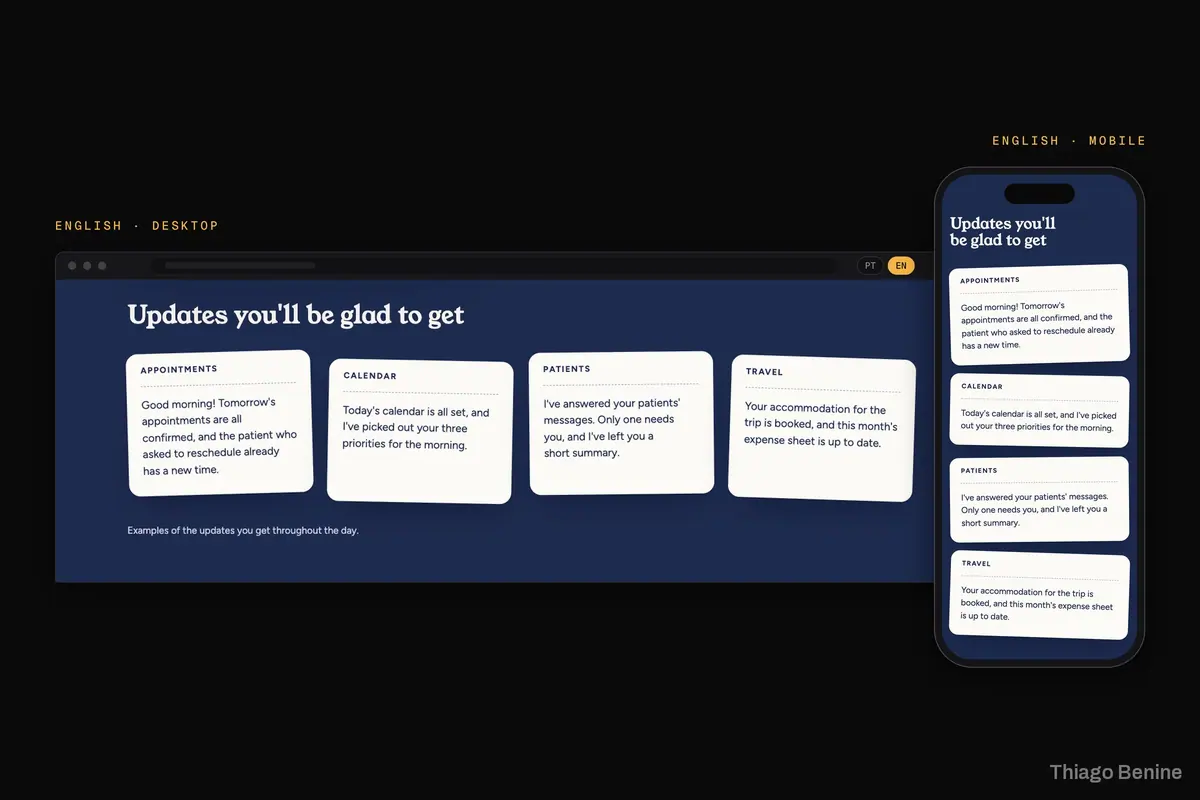 ENGLISH · MOBILE
ENGLISH · DESKTOP
PT
EN
Updates you'll be glad to get
APPOINTMENTS
Good morning! Tomorrow's
appointments are all
confirmed, and the patient who
asked to reschedule already
has a new time.
CALENDAR
Today's calendar is all set, and
I've picked out your three
priorities for the morning.
PATIENTS
I've answered your patients'
messages. Only one needs
you, and I've left you a
short summary.
TRAVEL
Your accommodation for the
trip is booked, and this month's
expense sheet is up to date.
Examples of the updates you get throughout the day.
Updates you'll
be glad to get
APPOINTMENTS
Good morning! Tomorrow's
appointments are all confirmed, and the
patient who asked to reschedule already
has a new time.
CALENDAR
Today's calendar is all set, and I've picked
out your three priorities for the morning.
PATIENTS
I've answered your patients' messages.
Only one needs you, and I've left you a
short summary.
TRAVEL
Your accommodation for the trip is
booked, and this month's expense sheet
is up to date.
Thiago Benine